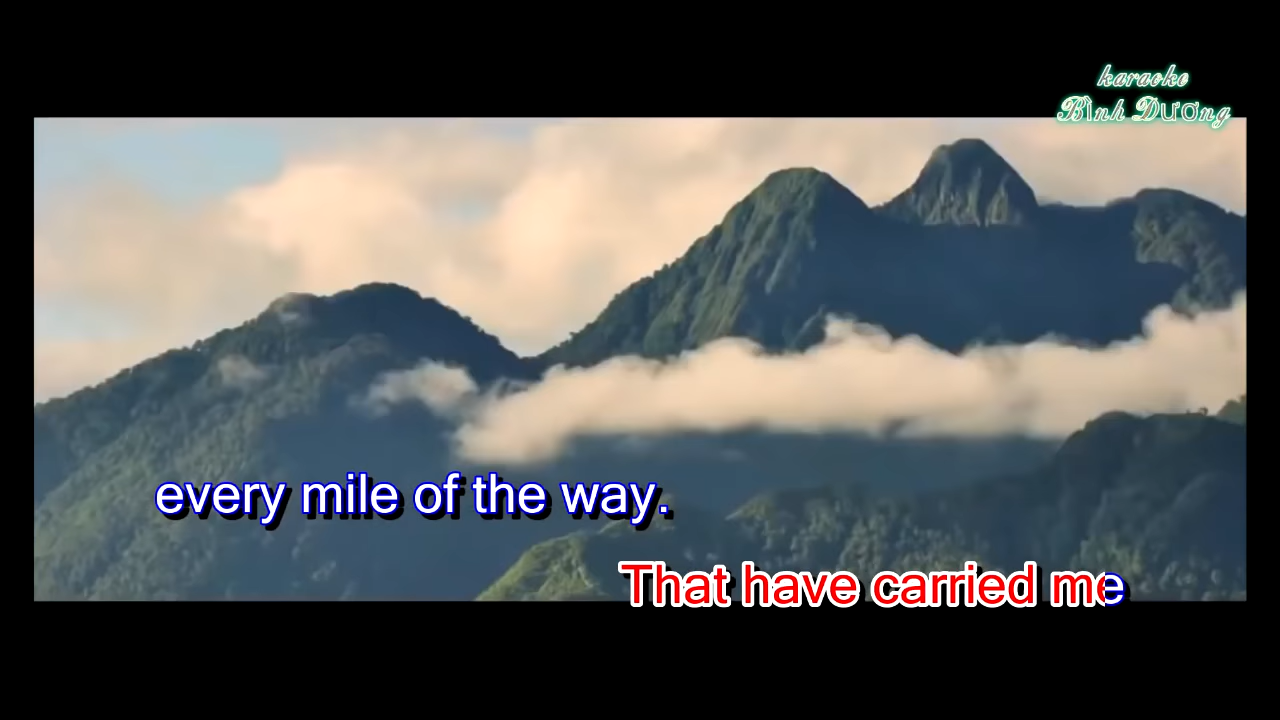 karaoke
Bình Dương
every mile of the way.
That have carried me